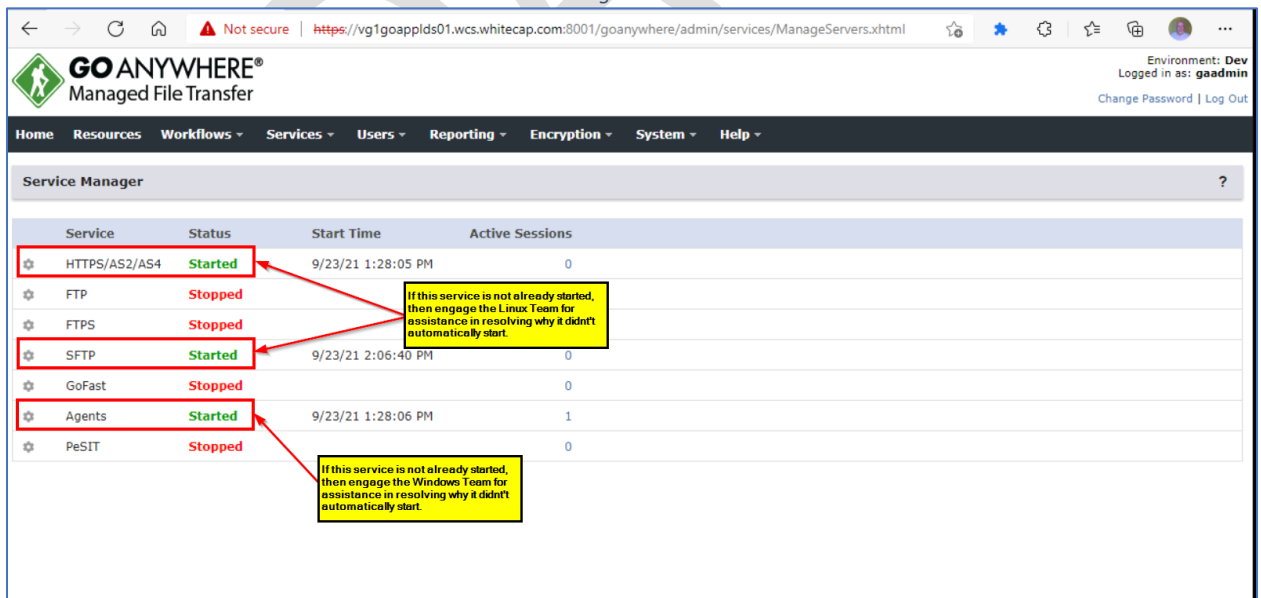 Not secure | https://vg1goapplds01.wcs.whitecap.com:8001/goanywhere/admin/services/ManageServers.xhtml
GO ANYWHERE®
Managed File Transfer
Environment: Dev
Logged in as: gaadmin
Change Password | Log Out
Home Resources Workflows Services Users Reporting Encryption System Help
Service Manager ?
Service Status Start Time Active Sessions
HTTPS/AS2/AS4 Started 9/23/21 1:28:05 PM 0
FTP Stopped
FTPS Stopped
SFTP Started 9/23/21 2:06:40 PM 0
GoFast Stopped 0
Agents Started 9/23/21 1:28:06 PM 1
PeSIT Stopped 0
If this service is not already started,
then engage the Linux Team for
assistance in resolving why it didnt't
automatically start.
If this service is not already started,
then engage the Windows Team for
assistance in resolving why it didnt't
automatically start.